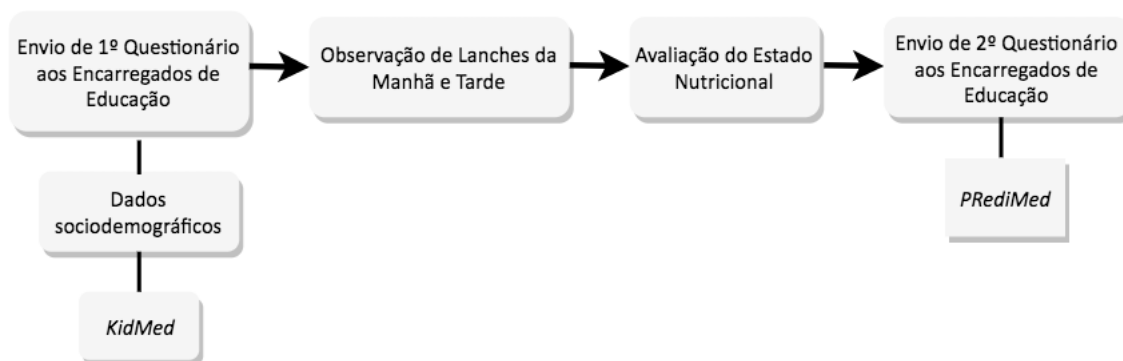 Envio de 1º Questionário
aos Encarregados de
Educação
Observação de Lanches da
Manhã e Tarde
Avaliação do Estado
Nutricional
Envio de 2º Questionário
aos Encarregados de
Educação
Dados
sociodemográficos
KidMed
PRediMed